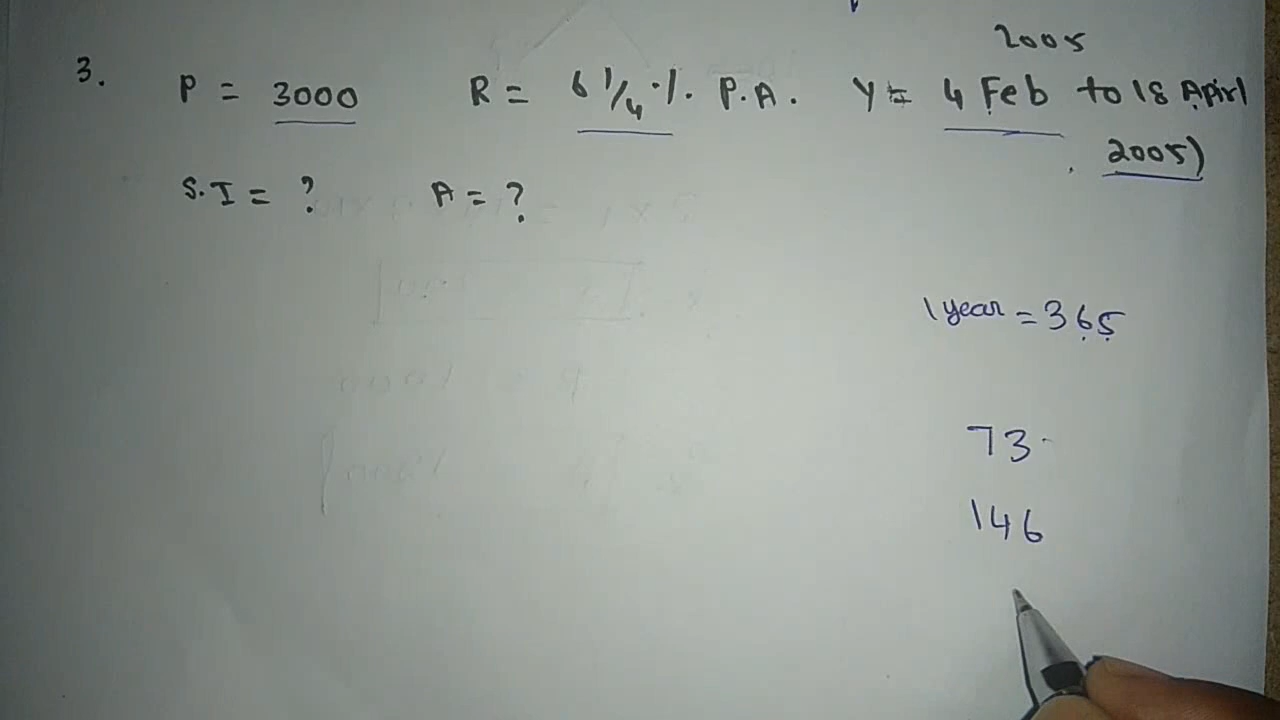 2005
3. P = 3000 R = 6 1/4 %. P.A. Y = 4 Feb to 18 Apirl
2005)
S.I = ? A = ?
1 year = 365
73
146